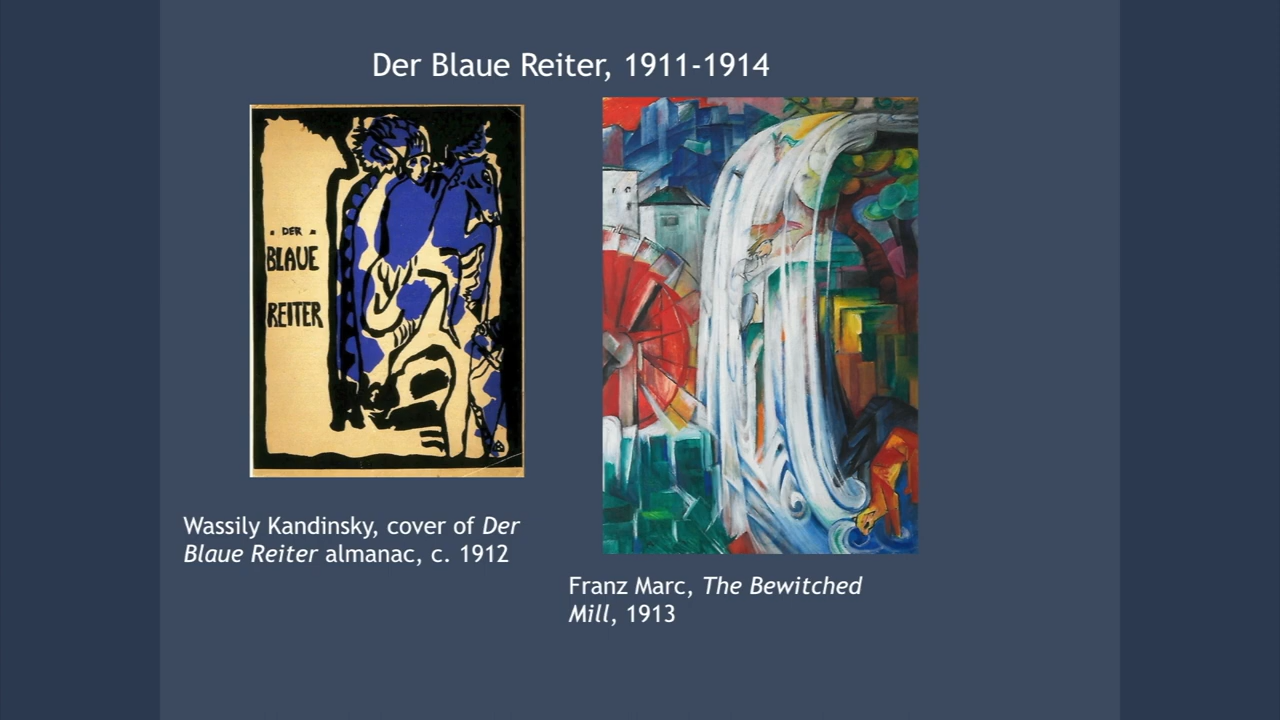 Der Blaue Reiter, 1911-1914
DER
BLAUE
REITER
Wassily Kandinsky, cover of Der
Blaue Reiter almanac, c. 1912
Franz Marc, The Bewitched
Mill, 1913